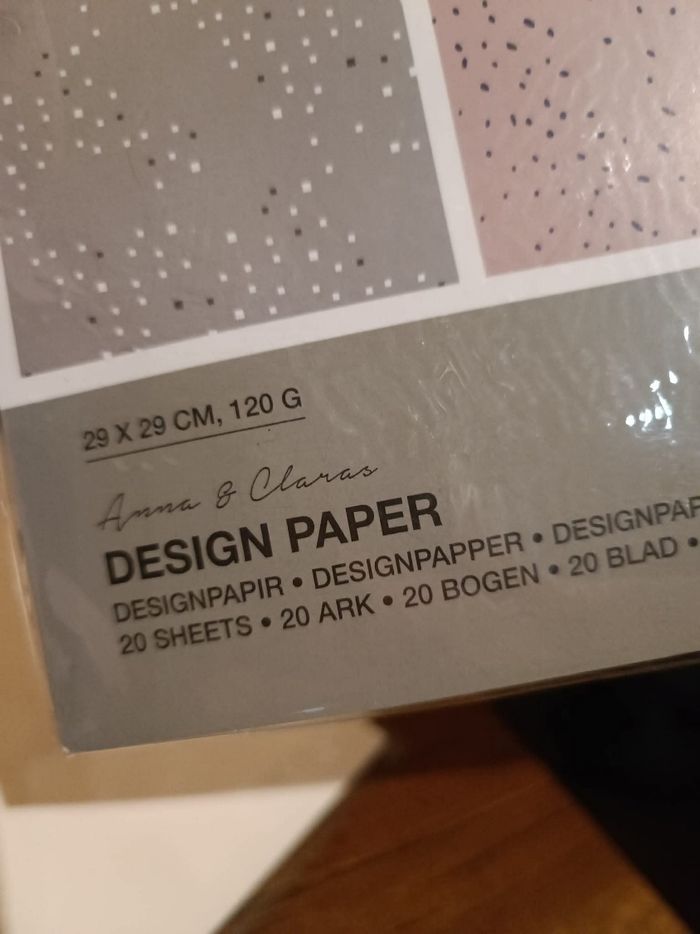 29 X 29 CM, 120 G
Anna & Claras
DESIGN PAPER
DESIGNPAPIR • DESIGNPAPPER • DESIGNPAP
20 SHEETS • 20 ARK • 20 BOGEN • 20 BLAD •